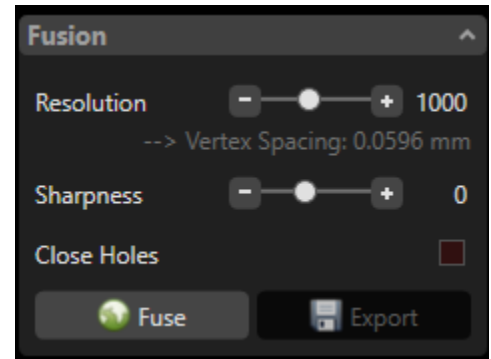 Fusion
Resolution 1000
--> Vertex Spacing: 0.0596 mm
Sharpness 0
Close Holes
Fuse Export